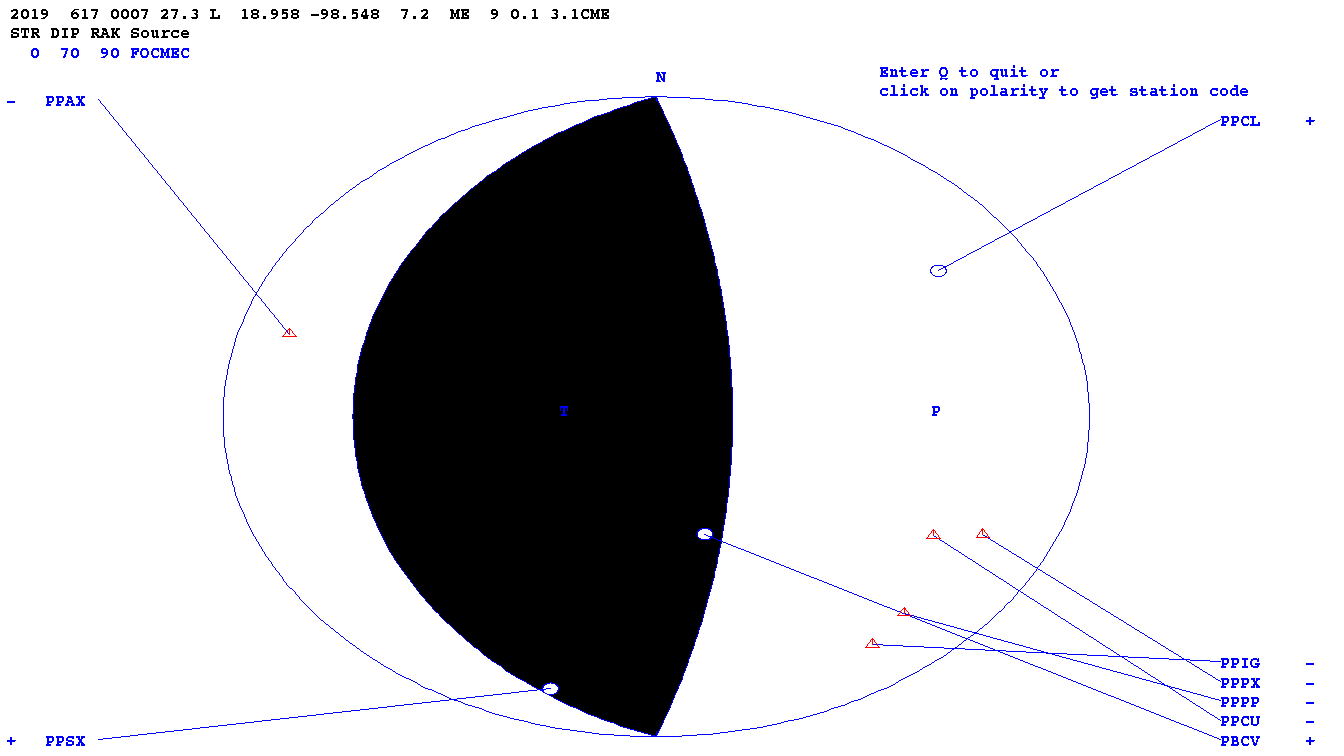 2019  617 0007 27.3 L  18.958 -98.548  7.2  ME  9 0.1 3.1CME
STR DIP RAK Source
0  70  90 FOCMEC
N
Enter Q to quit or
click on polarity to get station code
- PPAX
PPCL +
T
P
PPIG -
PPPX -
PPPP -
PPCU -
PBCV +
+ PPSX